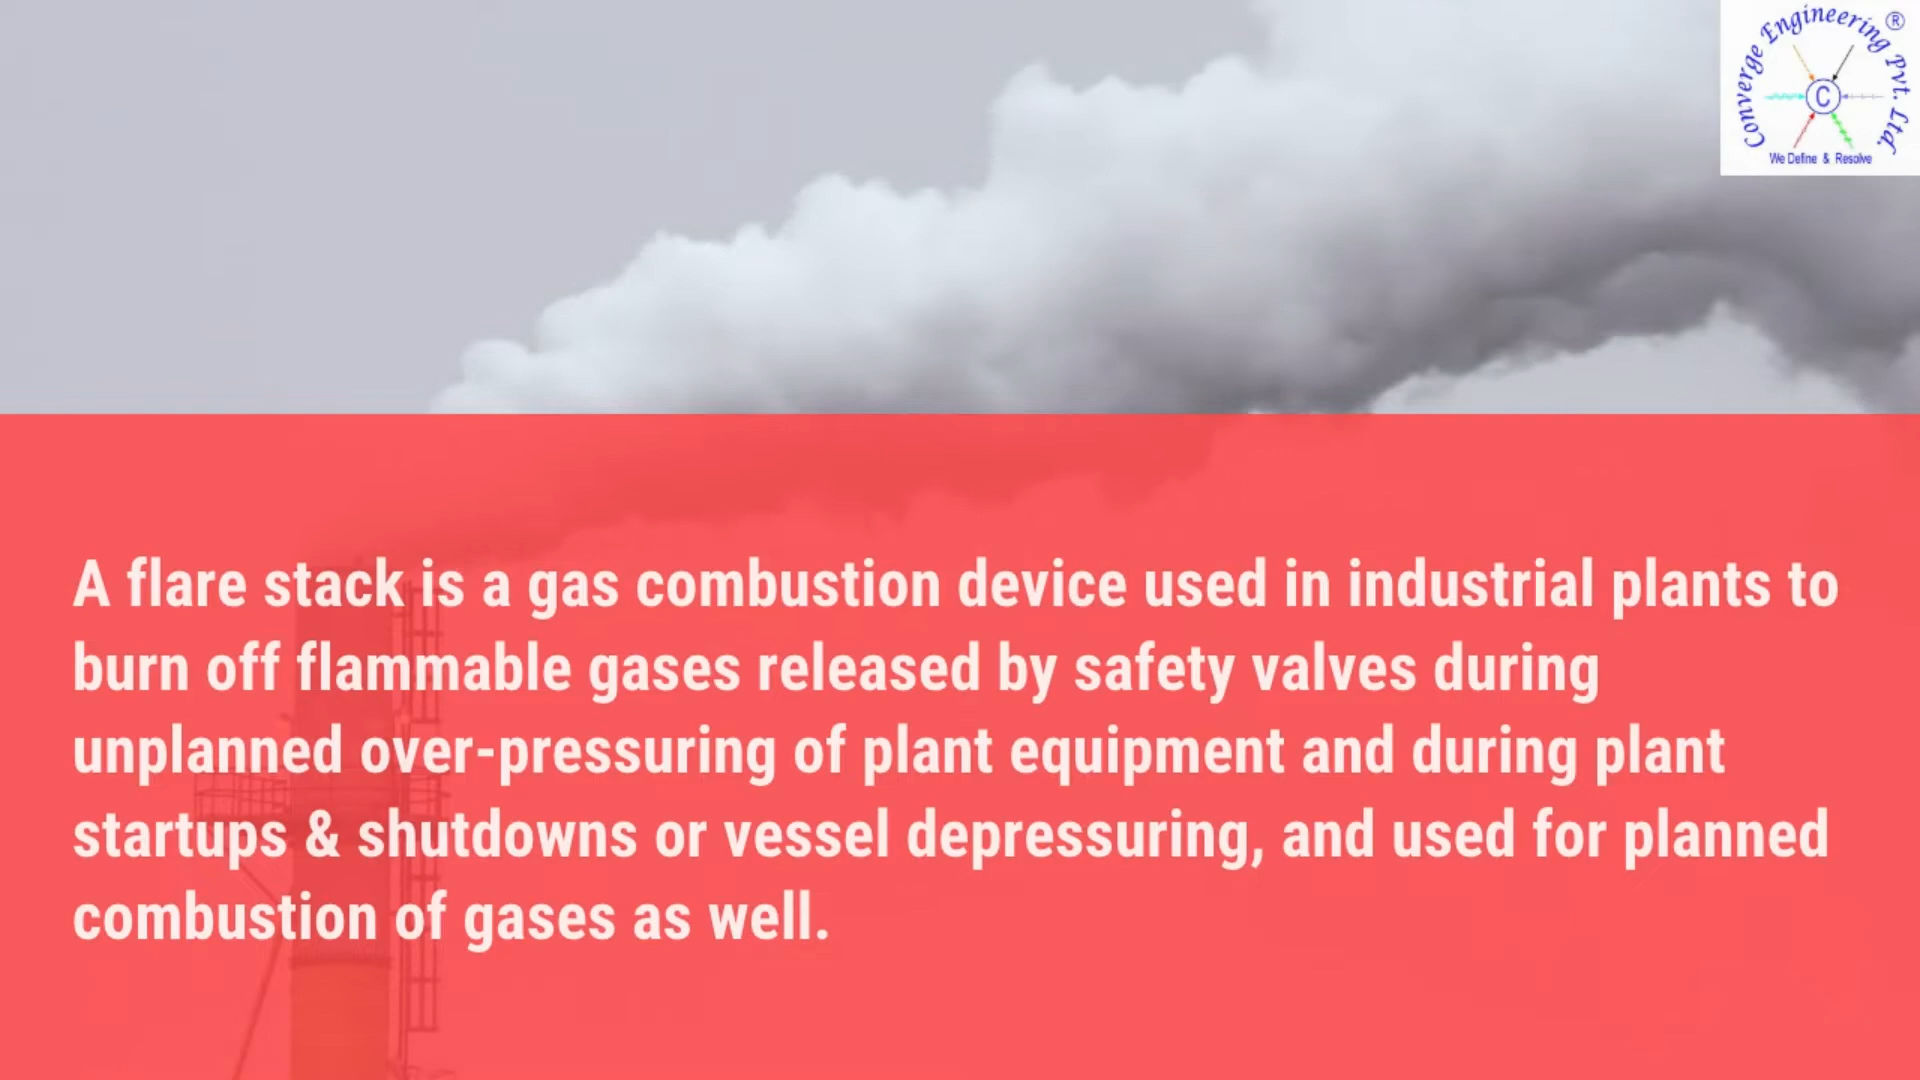 Converge Engineering Pvt. Ltd. ®
C
We Define & Resolve
A flare stack is a gas combustion device used in industrial plants to
burn off flammable gases released by safety valves during
unplanned over-pressuring of plant equipment and during plant
startups & shutdowns or vessel depressuring, and used for planned
combustion of gases as well.